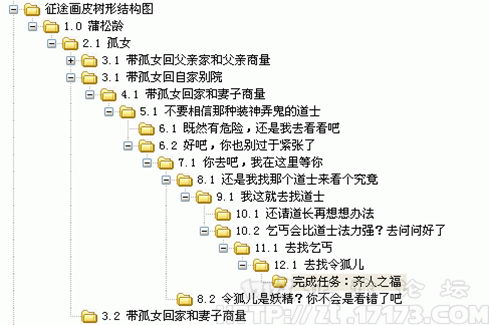 征途画皮树形结构图
1.0 蒲松龄
2.1 孤女
3.1 带孤女回父亲家和父亲商量
3.1 带孤女回自家别院
4.1 带孤女回家和妻子商量
5.1 不要相信那种装神弄鬼的道士
6.1 既然有危险，还是我去看看吧
6.2 好吧，你也别过于紧张了
7.1 你去吧，我在这里等你
8.1 还是我找那个道士来看个究竟
9.1 我这就去找道士
10.1 还请道长再想想办法
10.2 乞丐会比道士法力强？去问问好了
11.1 去找乞丐
12.1 去找令狐儿
完成任务：齐人之福
8.2 令狐儿是妖精？你不会是看错了吧
3.2 带孤女回家和妻子商量
论坛
HTTP://ZT.17173.COM